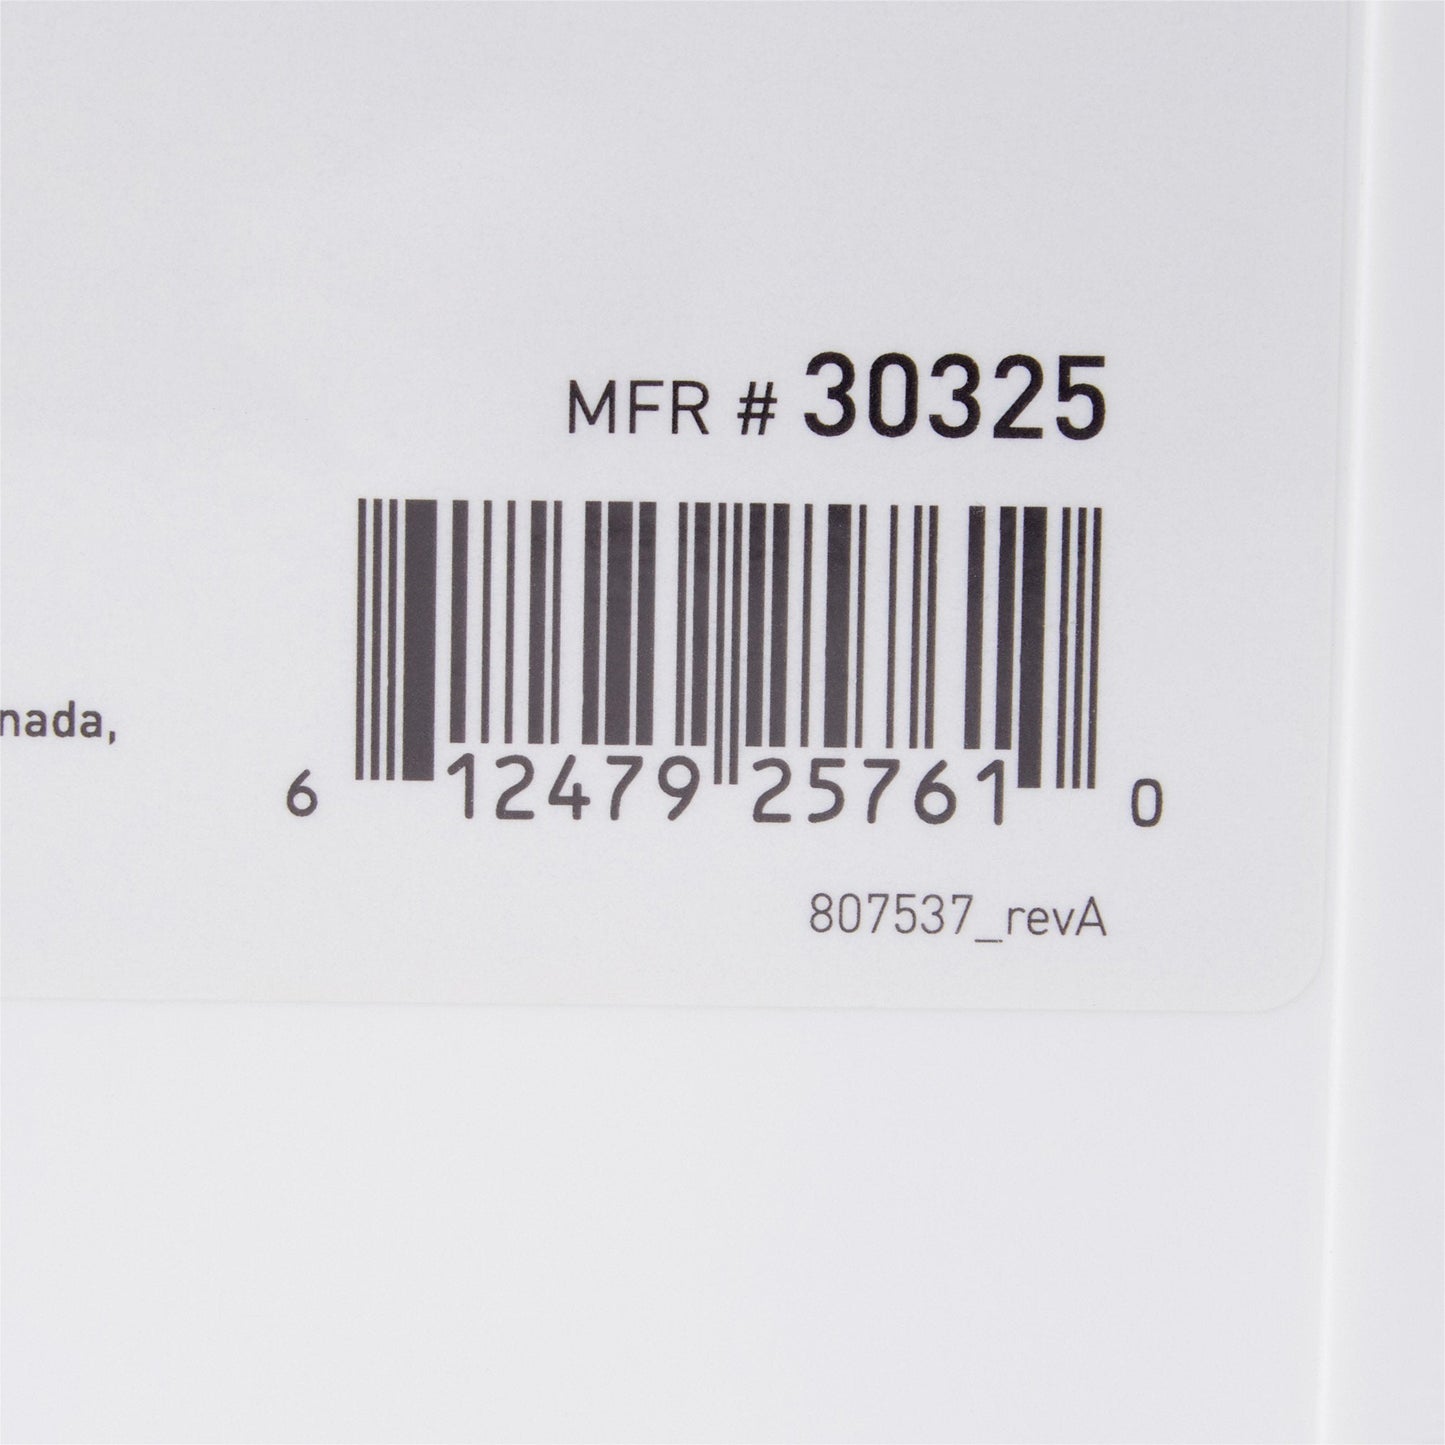 MFR # 30325
nada,
6 12479 25761 0
807537_revA